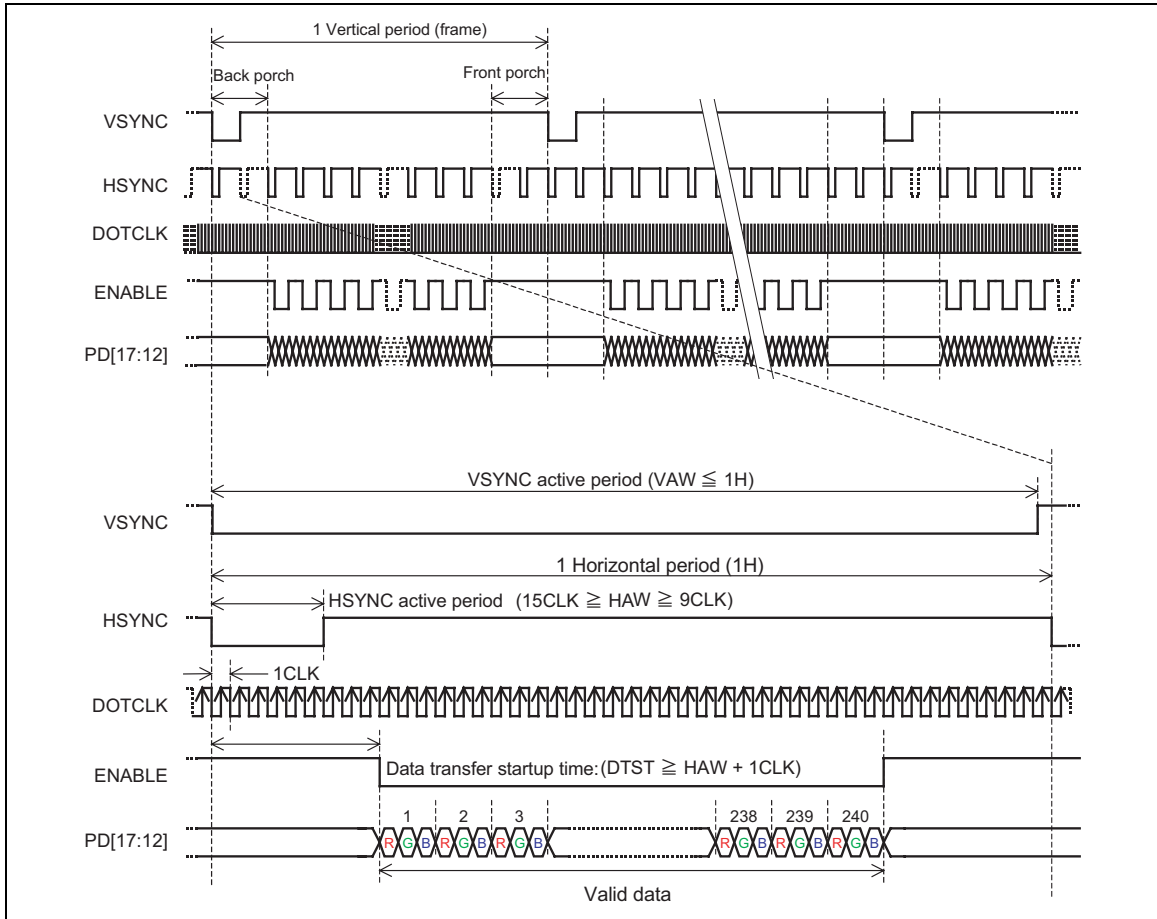 1 Vertical period (frame)
Back porch
Front porch
VSYNC
HSYNC
DOTCLK
ENABLE
PD[17:12]
VSYNC active period (VAW ≦ 1H)
VSYNC
1 Horizontal period (1H)
HSYNC active period (15CLK ≧ HAW ≧ 9CLK)
HSYNC
1CLK
DOTCLK
ENABLE
Data transfer startup time: (DTST ≧ HAW + 1CLK)
1 2 3 238 239 240
PD[17:12]
R G B R G B R G B R G B R G B R G B
Valid data